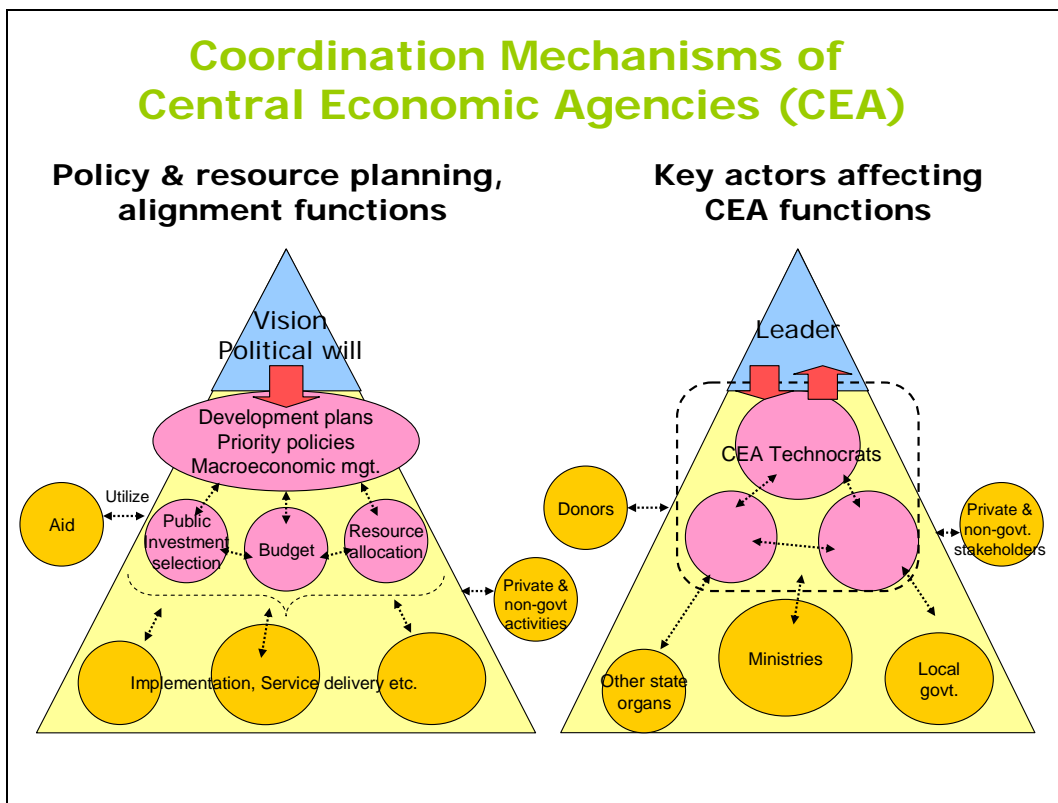 Coordination Mechanisms of
Central Economic Agencies (CEA)
Policy & resource planning,
alignment functions
Vision
Political will
Development plans
Priority policies
Macroeconomic mgt.
Utilize
Aid
Public
Investment
selection
Budget
Resource
allocation
Private &
non-govt
activities
Implementation, Service delivery etc.
Key actors affecting
CEA functions
Leader
CEA Technocrats
Donors
Private &
non-govt.
stakeholders
Ministries
Other state
organs
Local
govt.